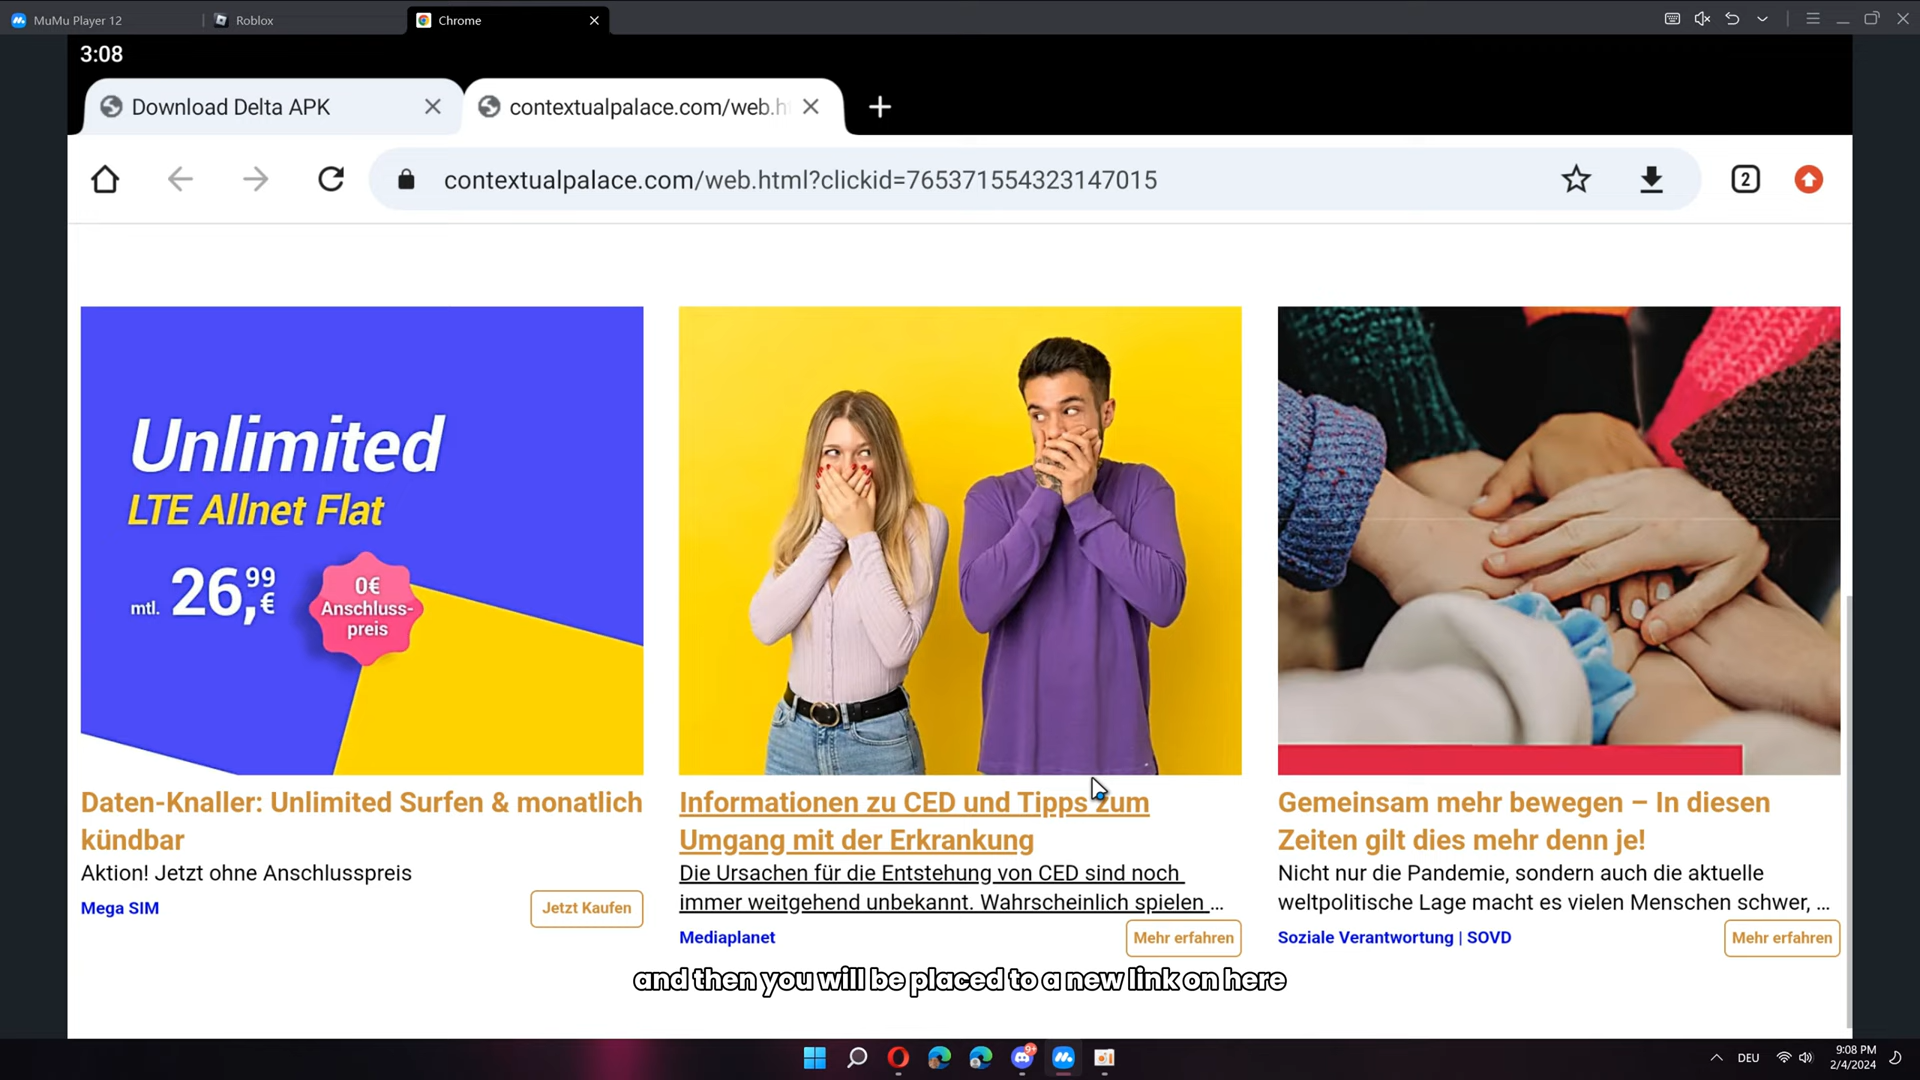 MuMu Player 12
Roblox
Chrome
3:08
Download Delta APK
contextualpalace.com/web.h
contextualpalace.com/web.html?clickid=765371554323147015
2
Unlimited
LTE Allnet Flat
mtl. 26,99 €
0€
Anschluss-
preis
Daten-Knaller: Unlimited Surfen & monatlich
kündbar
Aktion! Jetzt ohne Anschlusspreis
Mega SIM
Jetzt Kaufen
Informationen zu CED und Tipps zum
Umgang mit der Erkrankung
Die Ursachen für die Entstehung von CED sind noch
immer weitgehend unbekannt. Wahrscheinlich spielen ...
Mediaplanet
Mehr erfahren
Gemeinsam mehr bewegen – In diesen
Zeiten gilt dies mehr denn je!
Nicht nur die Pandemie, sondern auch die aktuelle
weltpolitische Lage macht es vielen Menschen schwer, ...
Soziale Verantwortung | SOVD
Mehr erfahren
and then you will be placed to a new link on here
9+
DEU
9:08 PM
2/4/2024